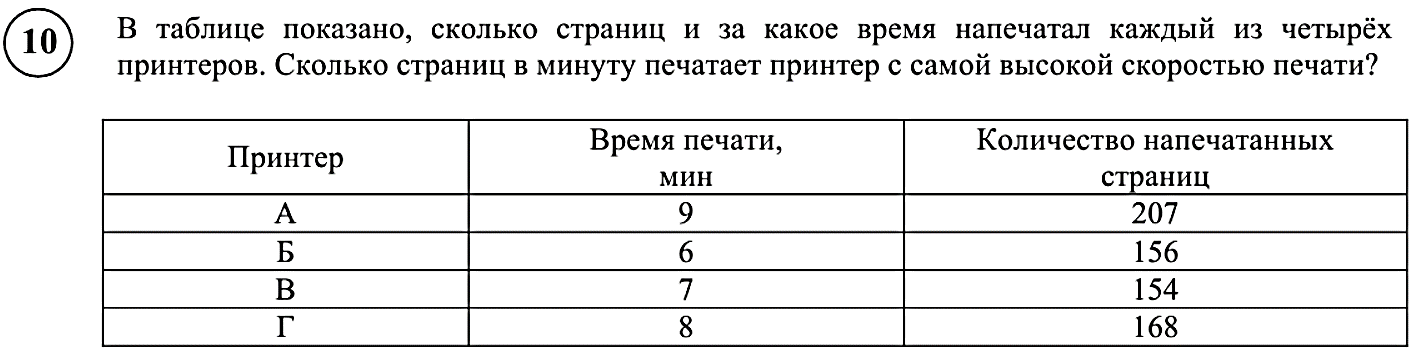 10
В таблице показано, сколько страниц и за какое время напечатал каждый из четырёх
принтеров. Сколько страниц в минуту печатает принтер с самой высокой скоростью печати?
Принтер Время печати, мин Количество напечатанных страниц
А 9 207
Б 6 156
В 7 154
Г 8 168